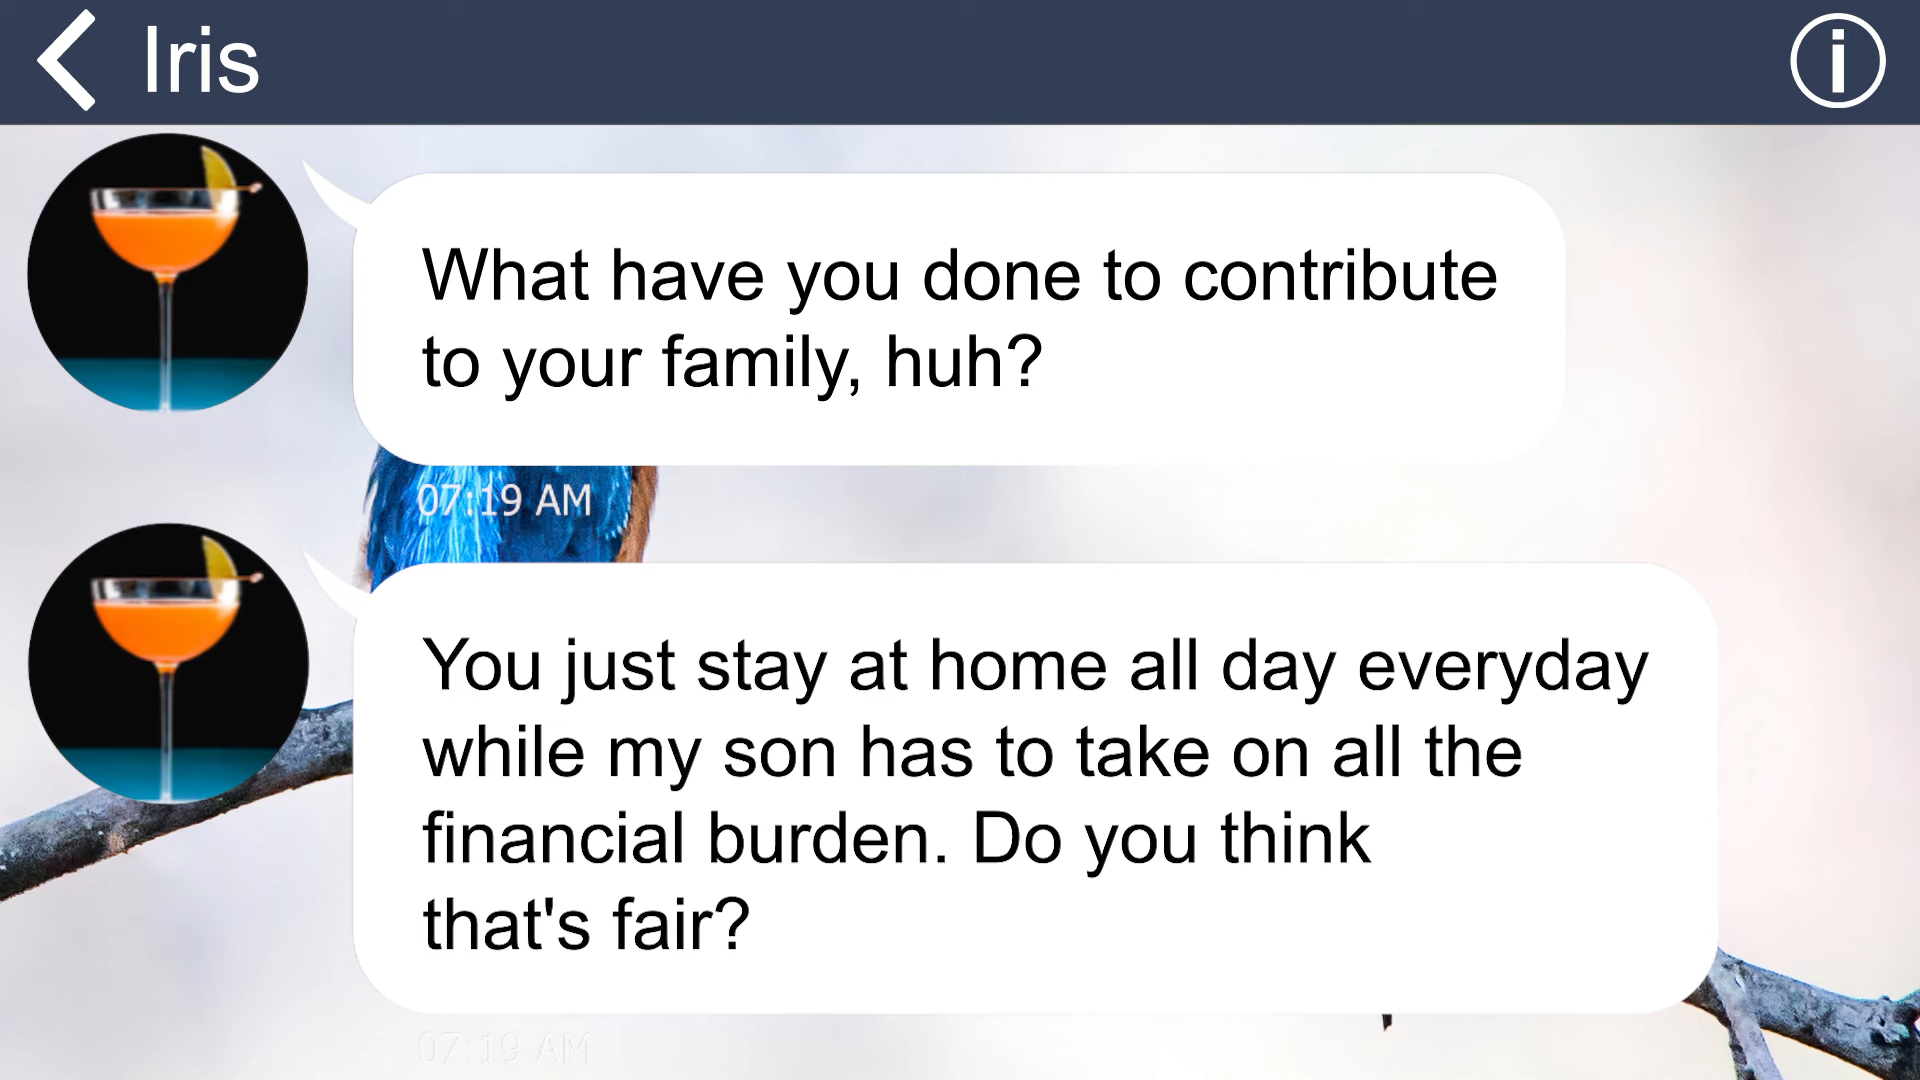 Iris
What have you done to contribute
to your family, huh?
07:19 AM
You just stay at home all day everyday
while my son has to take on all the
financial burden. Do you think
that's fair?
07:19 AM